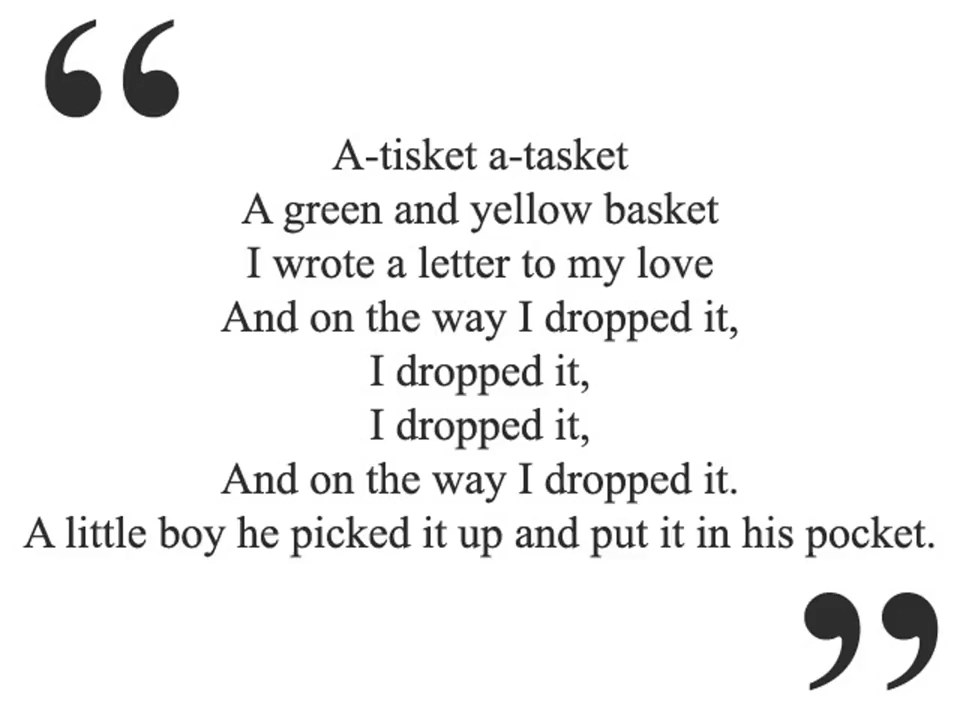 “
A-tisket a-tasket
A green and yellow basket
I wrote a letter to my love
And on the way I dropped it,
I dropped it,
I dropped it,
And on the way I dropped it.
A little boy he picked it up and put it in his pocket.
”